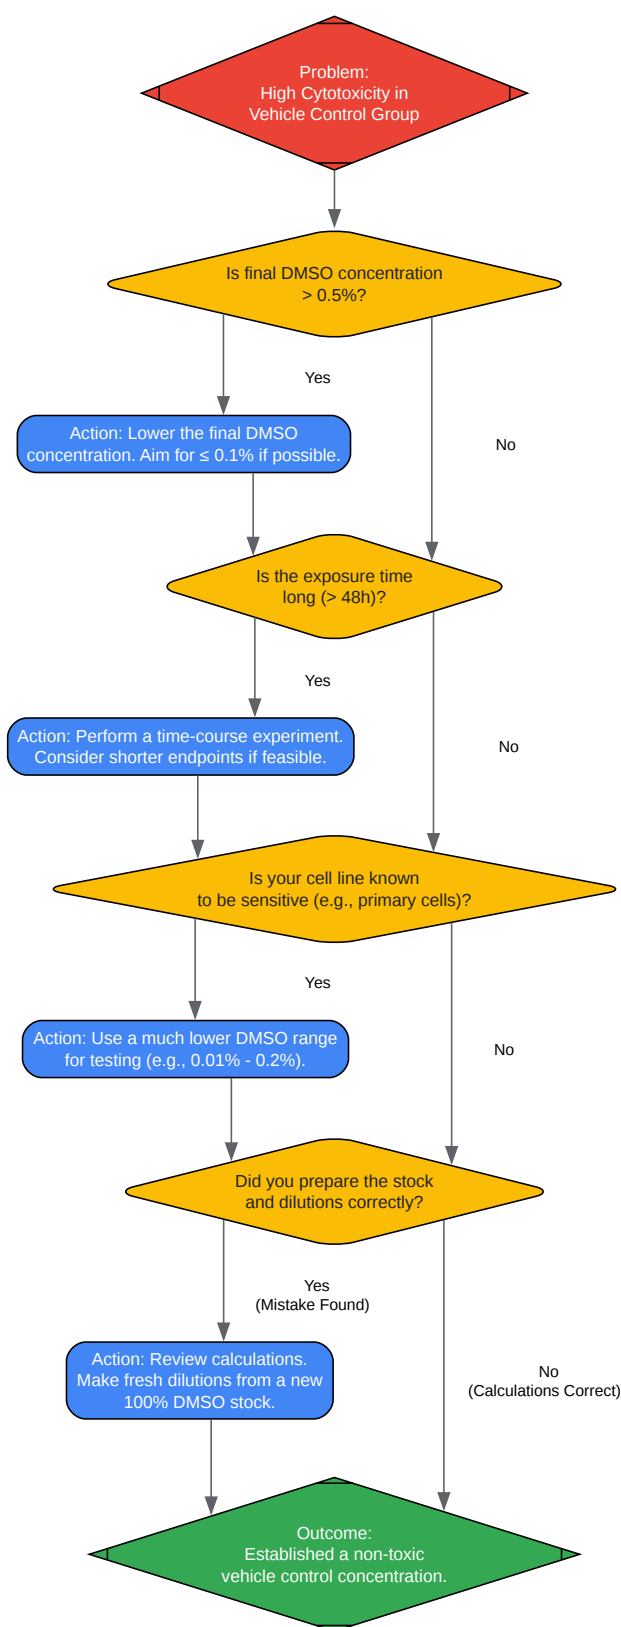 Problem:
High Cytotoxicity in
Vehicle Control Group
Is final DMSO concentration
> 0.5%?
Yes
Action: Lower the final DMSO
concentration. Aim for ≤ 0.1% if possible.
No
Is the exposure time
long (> 48h)?
Yes
Action: Perform a time-course experiment.
Consider shorter endpoints if feasible.
No
Is your cell line known
to be sensitive (e.g., primary cells)?
Yes
Action: Use a much lower DMSO range
for testing (e.g., 0.01% - 0.2%).
No
Did you prepare the stock
and dilutions correctly?
Yes
(Mistake Found)
Action: Review calculations.
Make fresh dilutions from a new
100% DMSO stock.
No
(Calculations Correct)
Outcome:
Established a non-toxic
vehicle control concentration.